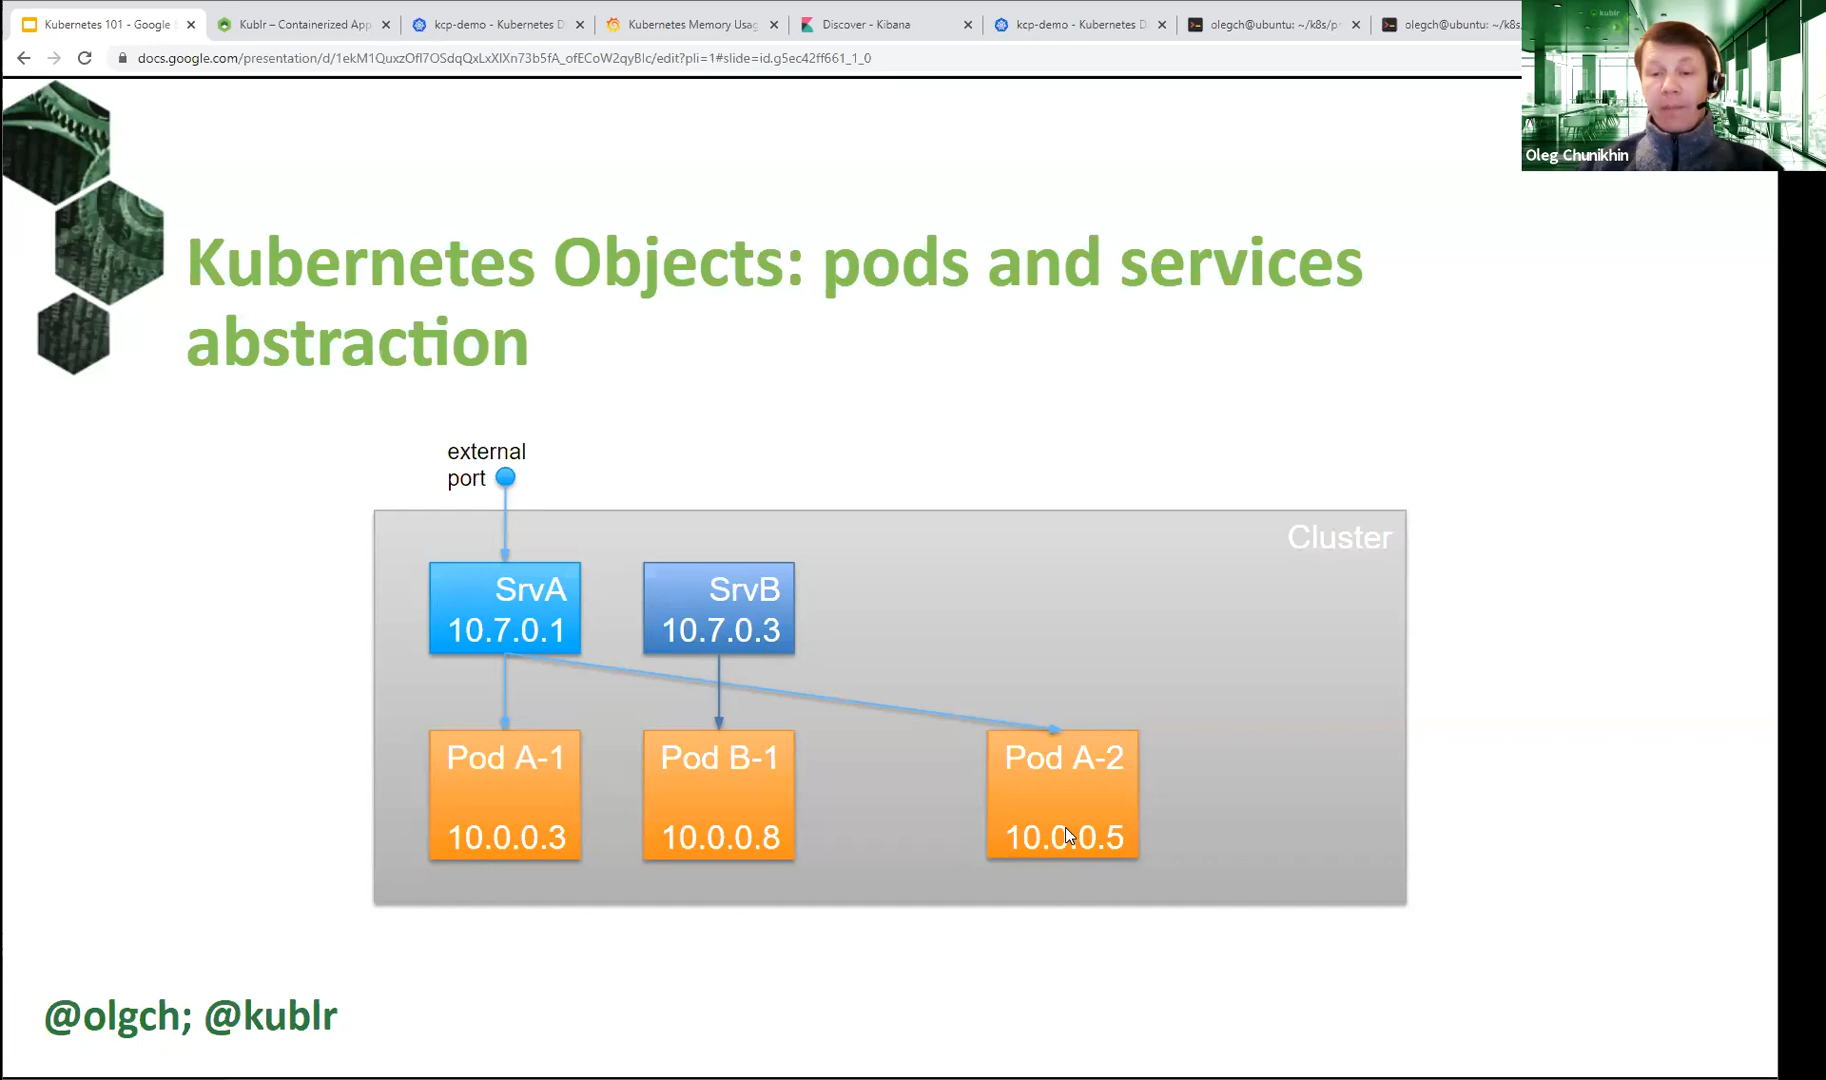 Kubernetes 101 - Google
Kublr – Containerized App
kcp-demo - Kubernetes D
Kubernetes Memory Usag
Discover - Kibana
kcp-demo - Kubernetes D
olegch@ubuntu: ~/k8s/p
olegch@ubuntu: ~/k8s
docs.google.com/presentation/d/1ekM1QuxzOfl7OSdqQxLxXlXn73b5fA_ofECoW2qyBlc/edit?pli=1#slide=id.g5ec42ff661_1_0
kublr
Oleg Chunikhin
Kubernetes Objects: pods and services
abstraction
external
port
Cluster
SrvA
10.7.0.1
SrvB
10.7.0.3
Pod A-1
10.0.0.3
Pod B-1
10.0.0.8
Pod A-2
10.0.0.5
@olgch; @kublr